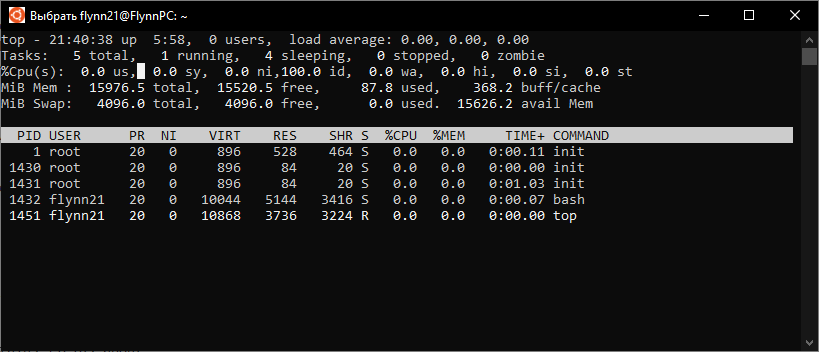 Выбрать flynn21@FlynnPC: ~
top - 21:40:38 up  5:58,  0 users,  load average: 0.00, 0.00, 0.00
Tasks:   5 total,   1 running,   4 sleeping,   0 stopped,   0 zombie
%Cpu(s):  0.0 us,  0.0 sy,  0.0 ni,100.0 id,  0.0 wa,  0.0 hi,  0.0 si,  0.0 st
MiB Mem :  15976.5 total,  15520.5 free,     87.8 used,    368.2 buff/cache
MiB Swap:   4096.0 total,   4096.0 free,      0.0 used.  15626.2 avail Mem
PID USER      PR  NI    VIRT    RES    SHR S  %CPU  %MEM     TIME+ COMMAND
1 root      20   0     896    528    464 S   0.0   0.0   0:00.11 init
1430 root      20   0     896     84     20 S   0.0   0.0   0:00.00 init
1431 root      20   0     896     84     20 S   0.0   0.0   0:01.03 init
1432 flynn21   20   0   10044   5144   3416 S   0.0   0.0   0:00.07 bash
1451 flynn21   20   0   10868   3736   3224 R   0.0   0.0   0:00.00 top